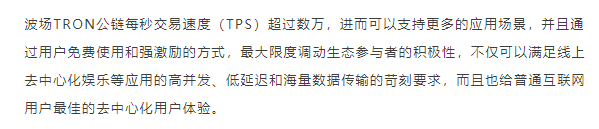 波场TRON公链每秒交易速度（TPS）超过数万，进而可以支持更多的应用场景，并且通
过用户免费使用和强激励的方式，最大限度调动生态参与者的积极性，不仅可以满足线上
去中心化娱乐等应用的高并发、低延迟和海量数据传输的苛刻要求，而且也给普通互联网
用户最佳的去中心化用户体验。